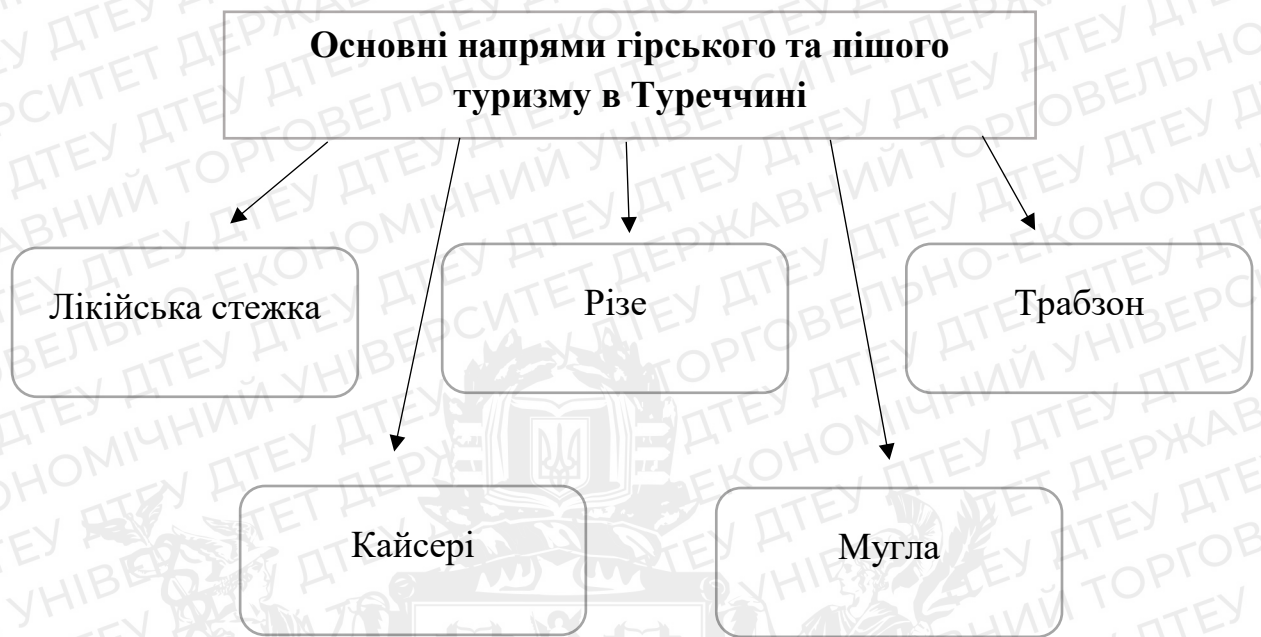 Основні напрями гірського та пішого
туризму в Туреччині
Лікійська стежка
Різе
Трабзон
Кайсері
Мугла